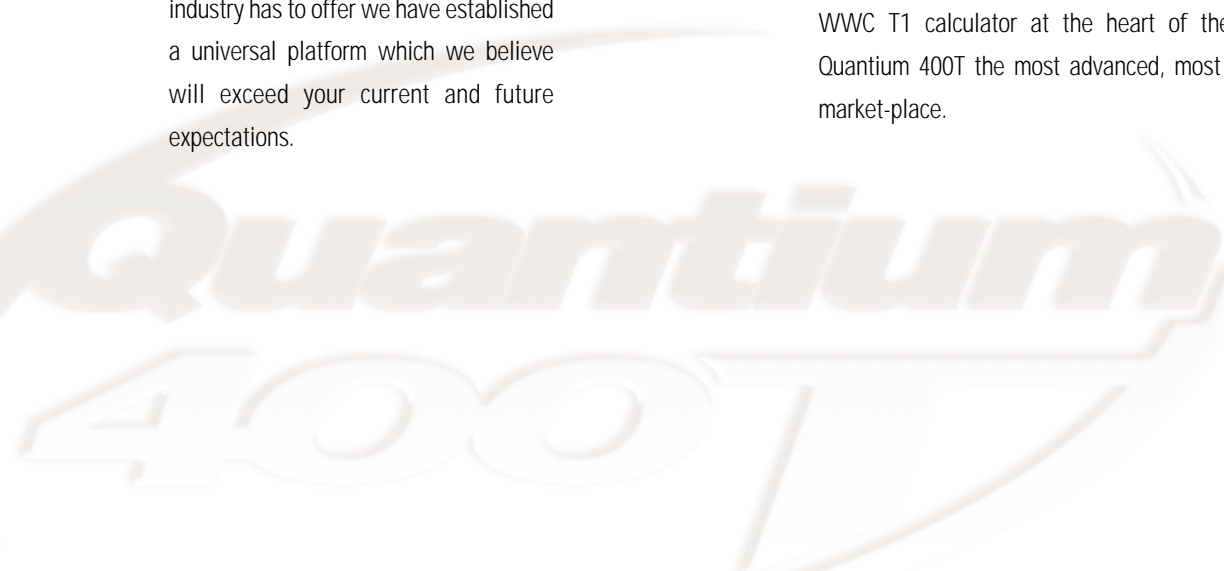 industry has to offer we have established
a universal platform which we believe
will exceed your current and future
expectations.
WWC T1 calculator at the heart of the
Quantium 400T the most advanced, most
market-place.
Quantium
400T